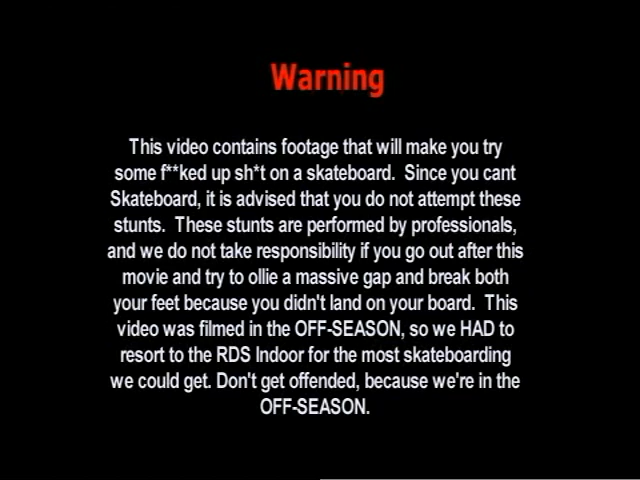 Warning
This video contains footage that will make you try
some f**ked up sh*t on a skateboard.  Since you cant
Skateboard, it is advised that you do not attempt these
stunts.  These stunts are performed by professionals,
and we do not take responsibility if you go out after this
movie and try to ollie a massive gap and break both
your feet because you didn't land on your board.  This
video was filmed in the OFF-SEASON, so we HAD to
resort to the RDS Indoor for the most skateboarding
we could get. Don't get offended, because we're in the
OFF-SEASON.